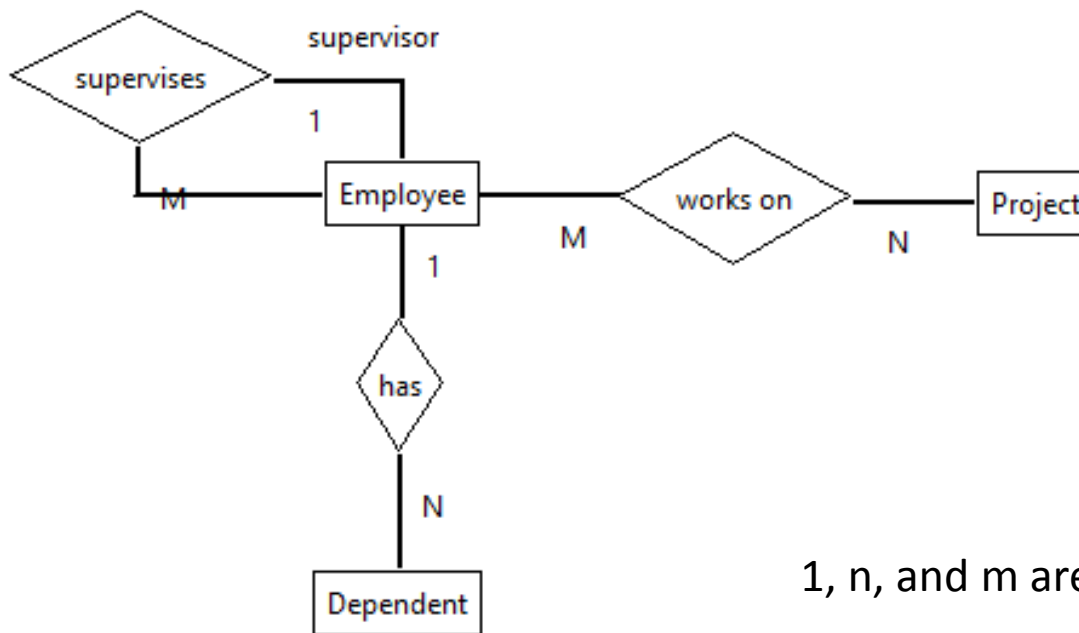 supervisor
supervises
1
M
Employee
works on
Project
M
N
1
has
N
Dependent
1, n, and m are